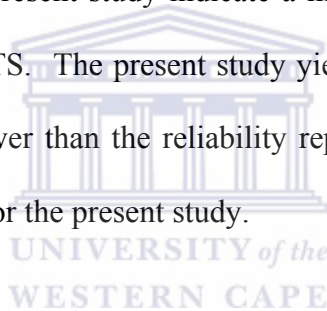 present study indicate a
TS. The present study yie
ver than the reliability rep
or the present study.
UNIVERSITY of the
WESTERN CAPE